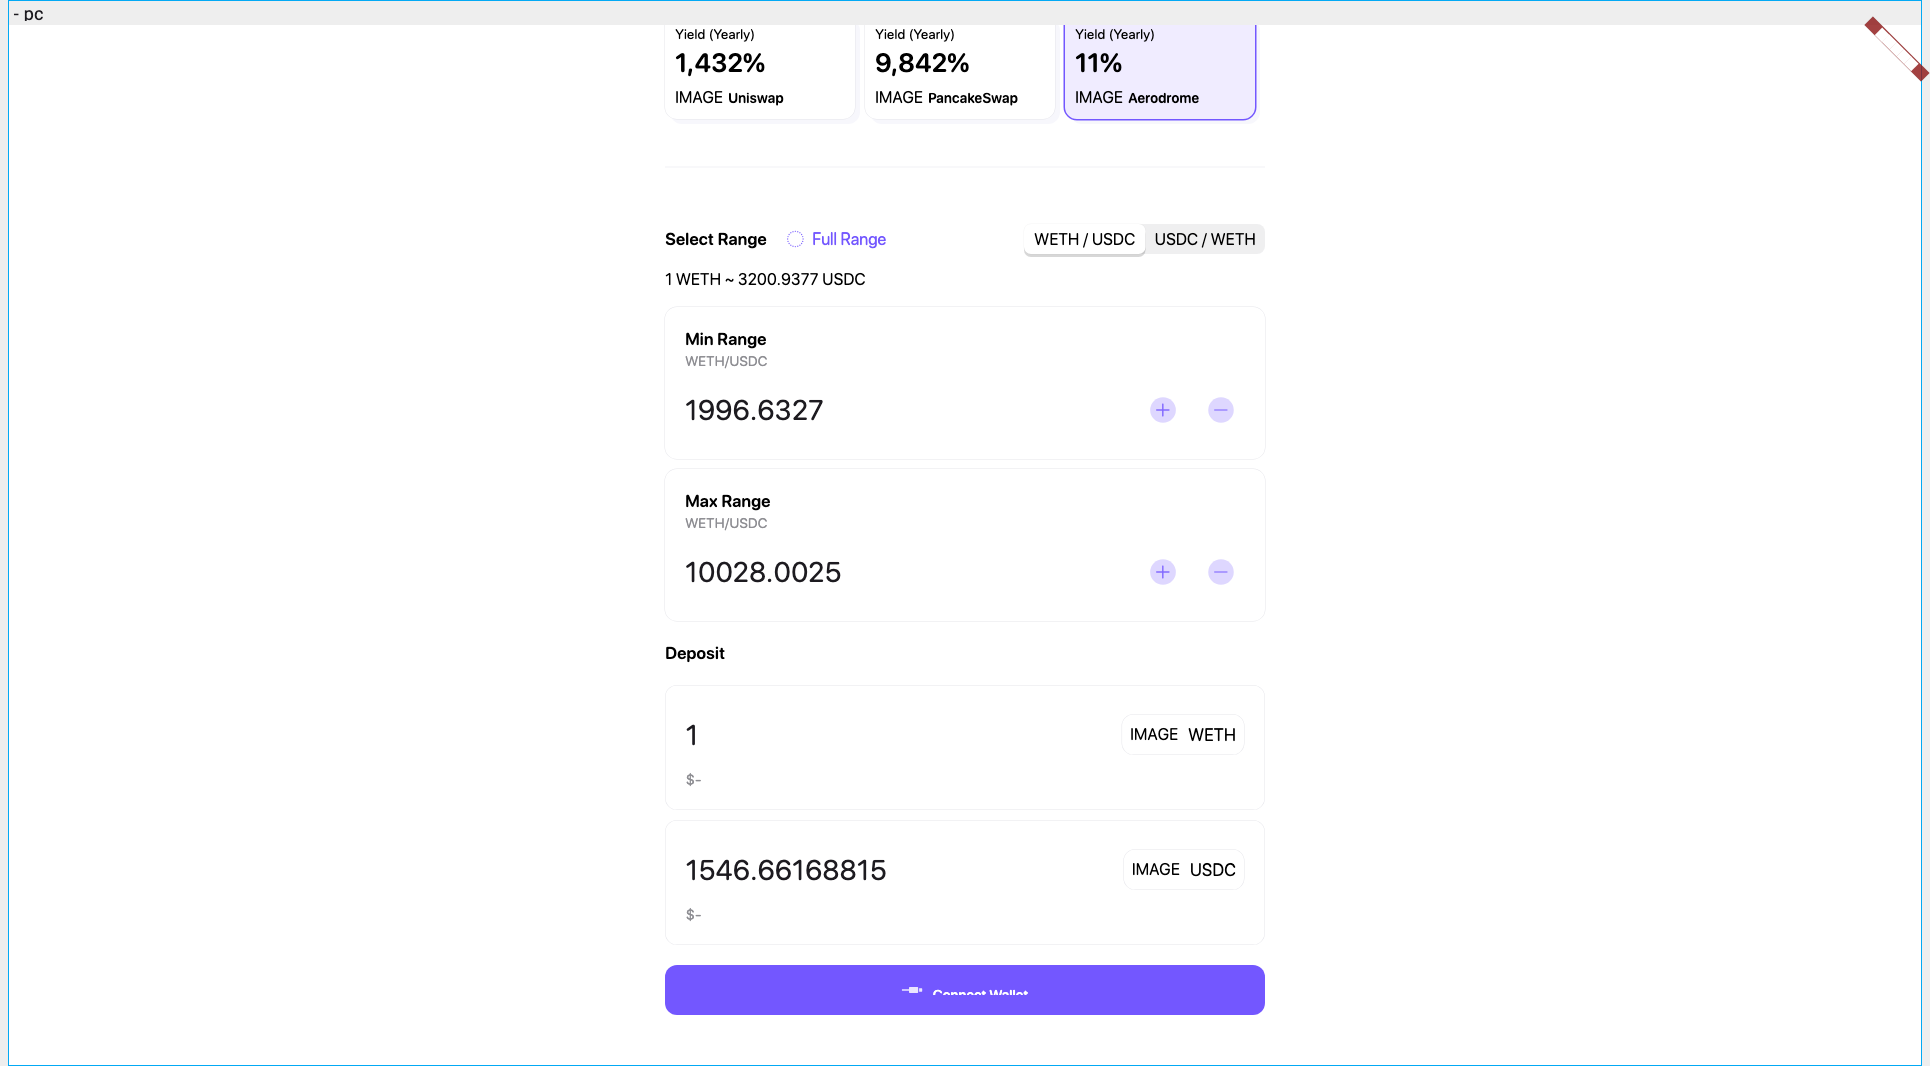 - pc
Yield (Yearly) Yield (Yearly) Yield (Yearly)
1,432% 9,842% 11%
IMAGE Uniswap IMAGE PancakeSwap IMAGE Aerodrome
Select Range Full Range WETH / USDC USDC / WETH
1 WETH ~ 3200.9377 USDC
Min Range
WETH/USDC
1996.6327
Max Range
WETH/USDC
10028.0025
Deposit
1 IMAGE WETH
$-
1546.66168815 IMAGE USDC
$-
Connect Wallet